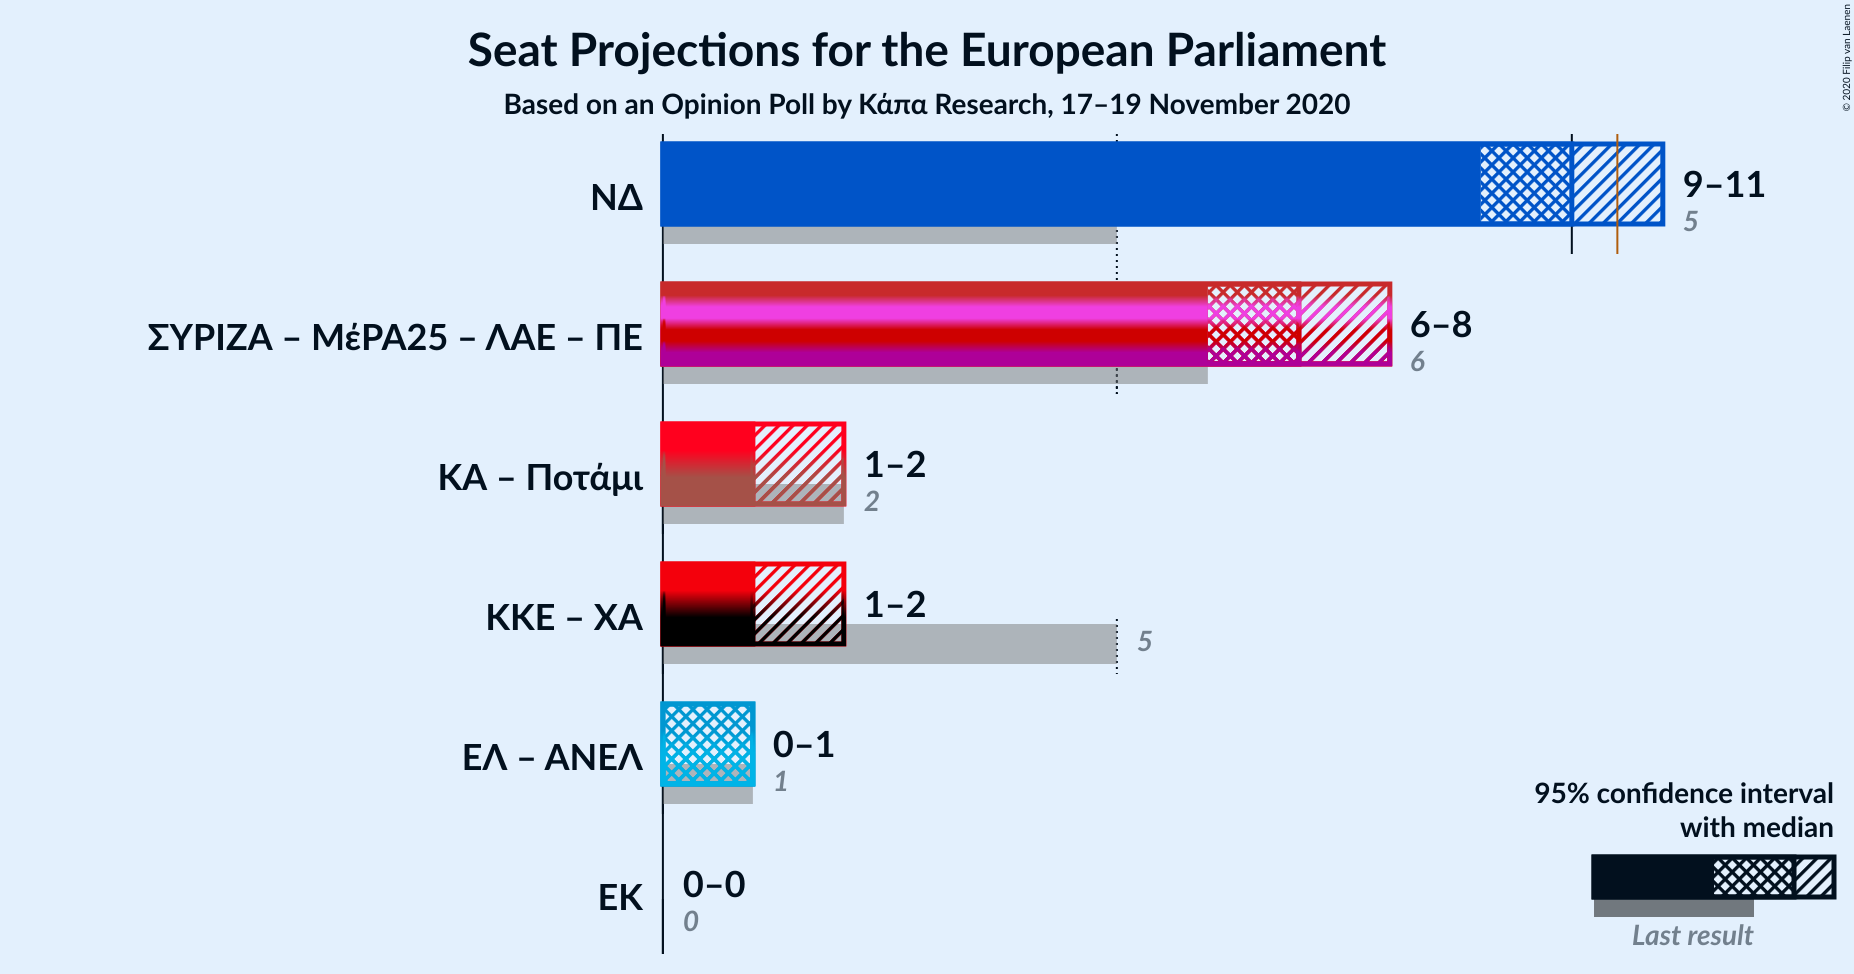 Seat Projections for the European Parliament
Based on an Opinion Poll by Κάπα Research, 17–19 November 2020
© 2020 Filip van Laenen
ΝΔ
9–11
5
ΣΥΡΙΖΑ – ΜέΡΑ25 – ΛΑΕ – ΠΕ
6–8
6
ΚΑ – Ποτάμι
1–2
2
ΚΚΕ – ΧΑ
1–2
5
ΕΛ – ΑΝΕΛ
0–1
1
ΕΚ
0–0
0
95% confidence interval
with median
Last result